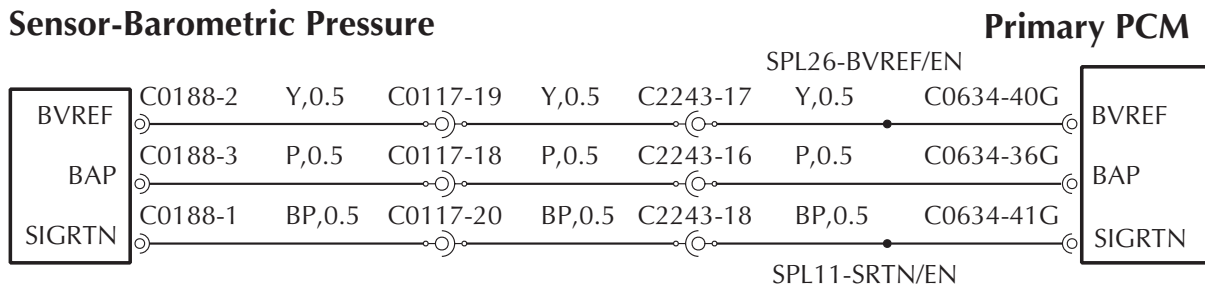 Sensor-Barometric Pressure
Primary PCM
SPL26-BVREF/EN
BVREF C0188-2 Y,0.5 C0117-19 Y,0.5 C2243-17 Y,0.5 C0634-40G BVREF
BAP C0188-3 P,0.5 C0117-18 P,0.5 C2243-16 P,0.5 C0634-36G BAP
SIGRTN C0188-1 BP,0.5 C0117-20 BP,0.5 C2243-18 BP,0.5 C0634-41G SIGRTN
SPL11-SRTN/EN